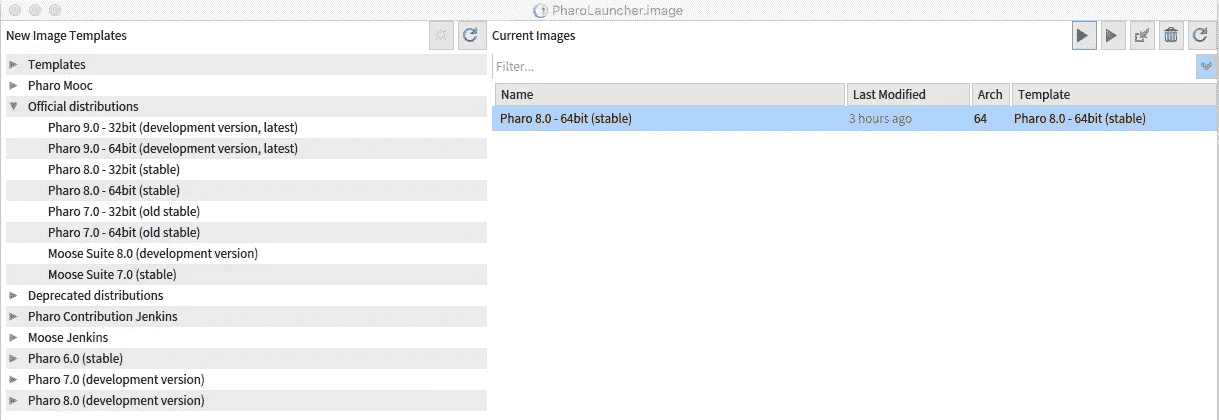 PharoLauncher.image
New Image Templates
Templates
Pharo Mooc
Official distributions
Pharo 9.0 - 32bit (development version, latest)
Pharo 9.0 - 64bit (development version, latest)
Pharo 8.0 - 32bit (stable)
Pharo 8.0 - 64bit (stable)
Pharo 7.0 - 32bit (old stable)
Pharo 7.0 - 64bit (old stable)
Moose Suite 8.0 (development version)
Moose Suite 7.0 (stable)
Deprecated distributions
Pharo Contribution Jenkins
Moose Jenkins
Pharo 6.0 (stable)
Pharo 7.0 (development version)
Pharo 8.0 (development version)
Current Images
Filter...
Name Last Modified Arch Template
Pharo 8.0 - 64bit (stable) 3 hours ago 64 Pharo 8.0 - 64bit (stable)